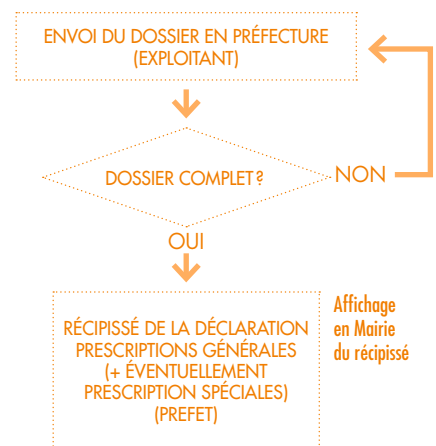 ENVOI DU DOSSIER EN PRÉFECTURE
(EXPLOITANT)
DOSSIER COMPLET ?
NON
OUI
RÉCIPISSÉ DE LA DÉCLARATION
PRESCRIPTIONS GÉNÉRALES
(+ ÉVENTUELLEMENT
PRESCRIPTION SPÉCIALES)
(PREFET)
Affichage
en Mairie
du récipissé